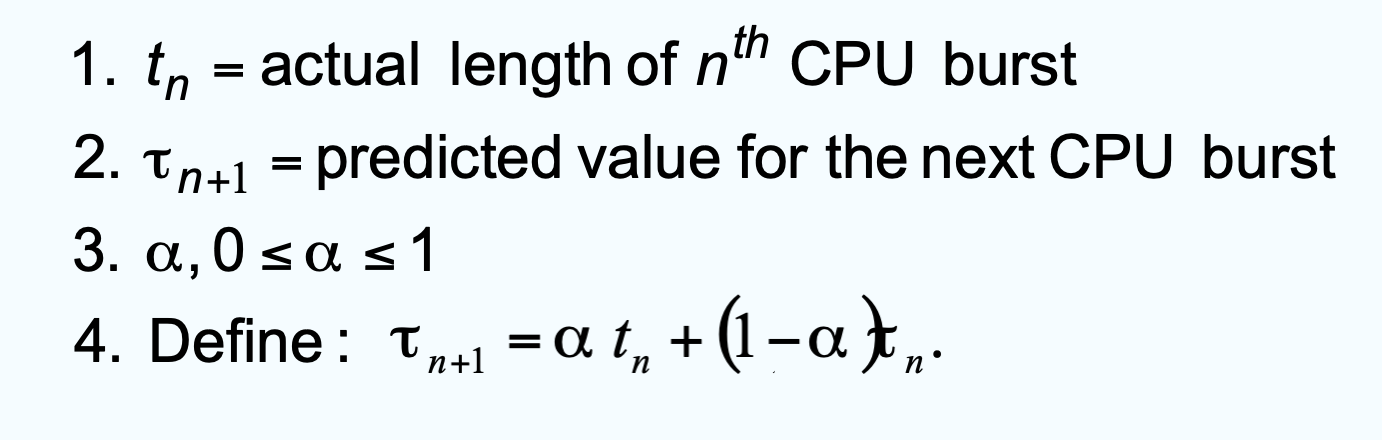 1. tₙ = actual length of nᵗʰ CPU burst
2. τₙ₊₁ = predicted value for the next CPU burst
3. α, 0 ≤ α ≤ 1
4. Define : τₙ₊₁ = α tₙ + (1 − α)τₙ.